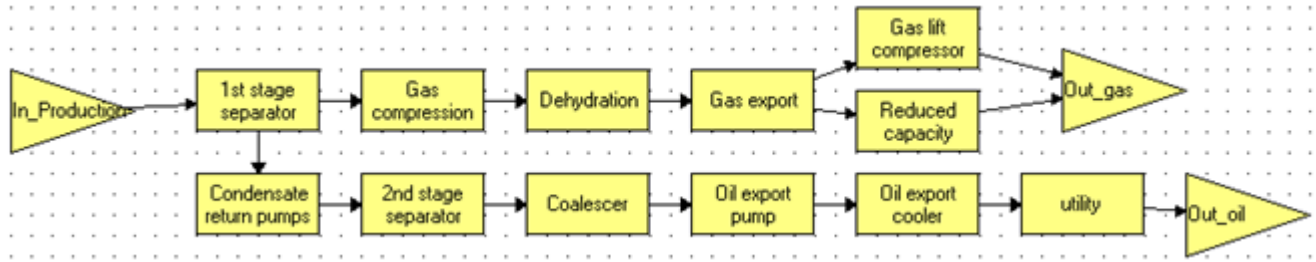 Gas lift
compressor
In_Production
1st stage
separator
Gas
compression
Dehydration
Gas export
Out_gas
Reduced
capacity
Condensate
return pumps
2nd stage
separator
Coalescer
Oil export
pump
Oil export
cooler
utility
Out_oil